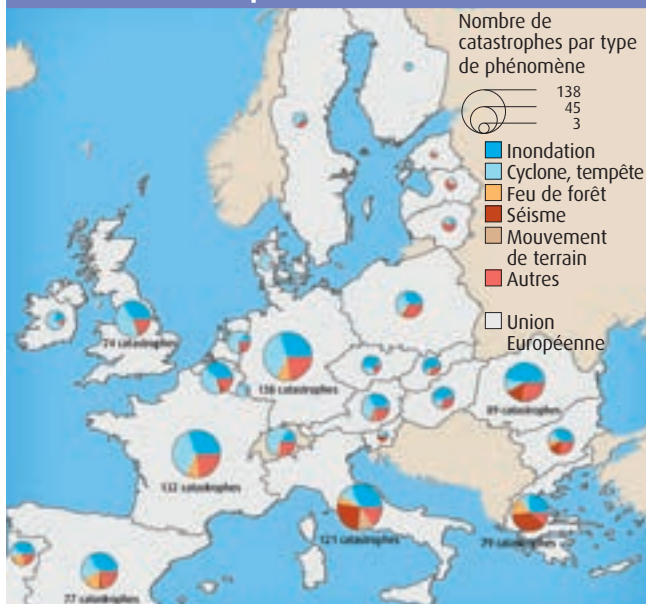 Nombre de
catastrophes par type
de phénomène
138
45
3
Inondation
Cyclone, tempête
Feu de forêt
Séisme
Mouvement
de terrain
Autres
Union
Européenne
74 catastrophes
138 catastrophes
89 catastrophes
132 catastrophes
121 catastrophes
79 catastrophes
77 catastrophes